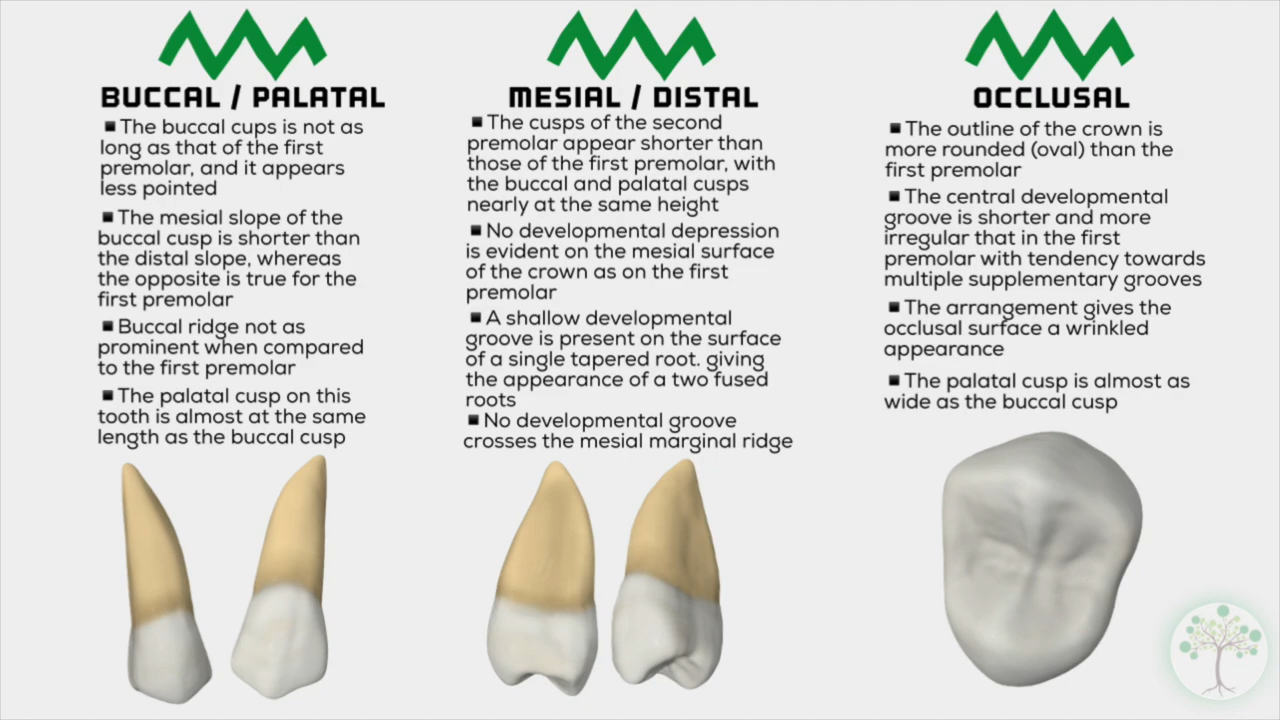 BUCCAL / PALATAL
▪ The buccal cups is not as
long as that of the first
premolar, and it appears
less pointed
▪ The mesial slope of the
buccal cusp is shorter than
the distal slope, whereas
the opposite is true for the
first premolar
▪ Buccal ridge not as
prominent when compared
to the first premolar
▪ The palatal cusp on this
tooth is almost at the same
length as the buccal cusp
MESIAL / DISTAL
▪ The cusps of the second
premolar appear shorter than
those of the first premolar, with
the buccal and palatal cusps
nearly at the same height
▪ No developmental depression
is evident on the mesial surface
of the crown as on the first
premolar
▪ A shallow developmental
groove is present on the surface
of a single tapered root. giving
the appearance of a two fused
roots
▪ No developmental groove
crosses the mesial marginal ridge
OCCLUSAL
▪ The outline of the crown is
more rounded (oval) than the
first premolar
▪ The central developmental
groove is shorter and more
irregular that in the first
premolar with tendency towards
multiple supplementary grooves
▪ The arrangement gives the
occlusal surface a wrinkled
appearance
▪ The palatal cusp is almost as
wide as the buccal cusp